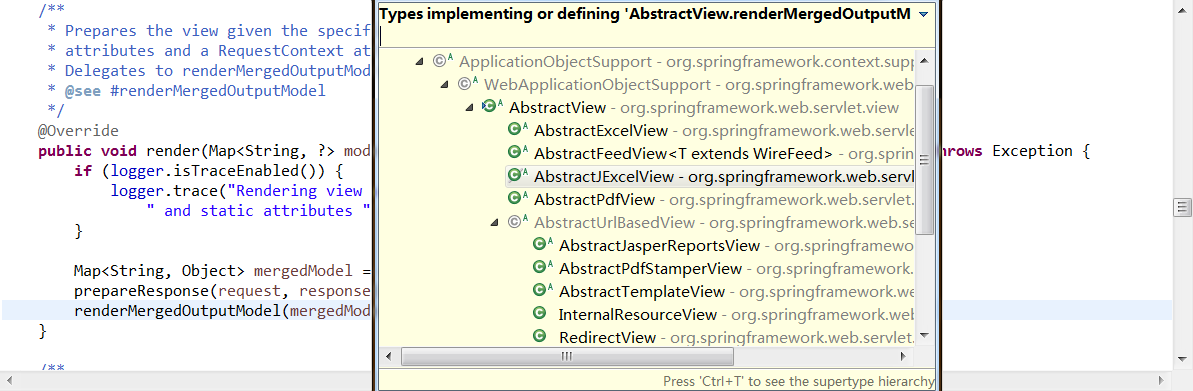 /**
* Prepares the view given the specif
* attributes and a RequestContext at
* Delegates to renderMergedOutputMod
* @see #renderMergedOutputModel
*/
@Override
public void render(Map<String, ?> mod
rows Exception {
if (logger.isTraceEnabled()) {
logger.trace("Rendering view
" and static attributes "
}
Map<String, Object> mergedModel =
prepareResponse(request, response
renderMergedOutputModel(mergedMod
}
/**
Types implementing or defining 'AbstractView.renderMergedOutputM
ApplicationObjectSupport - org.springframework.context.supp
WebApplicationObjectSupport - org.springframework.web.
AbstractView - org.springframework.web.servlet.view
AbstractExcelView - org.springframework.web.servle
AbstractFeedView<T extends WireFeed> - org.spring
AbstractJExcelView - org.springframework.web.servl
AbstractPdfView - org.springframework.web.servlet.
AbstractUrlBasedView - org.springframework.web.se
AbstractJasperReportsView - org.springframewo
AbstractPdfStamperView - org.springframework.
AbstractTemplateView - org.springframework.we
InternalResourceView - org.springframework.we
RedirectView - org.springframework.web.servlet.
Press 'Ctrl+T' to see the supertype hierarchy